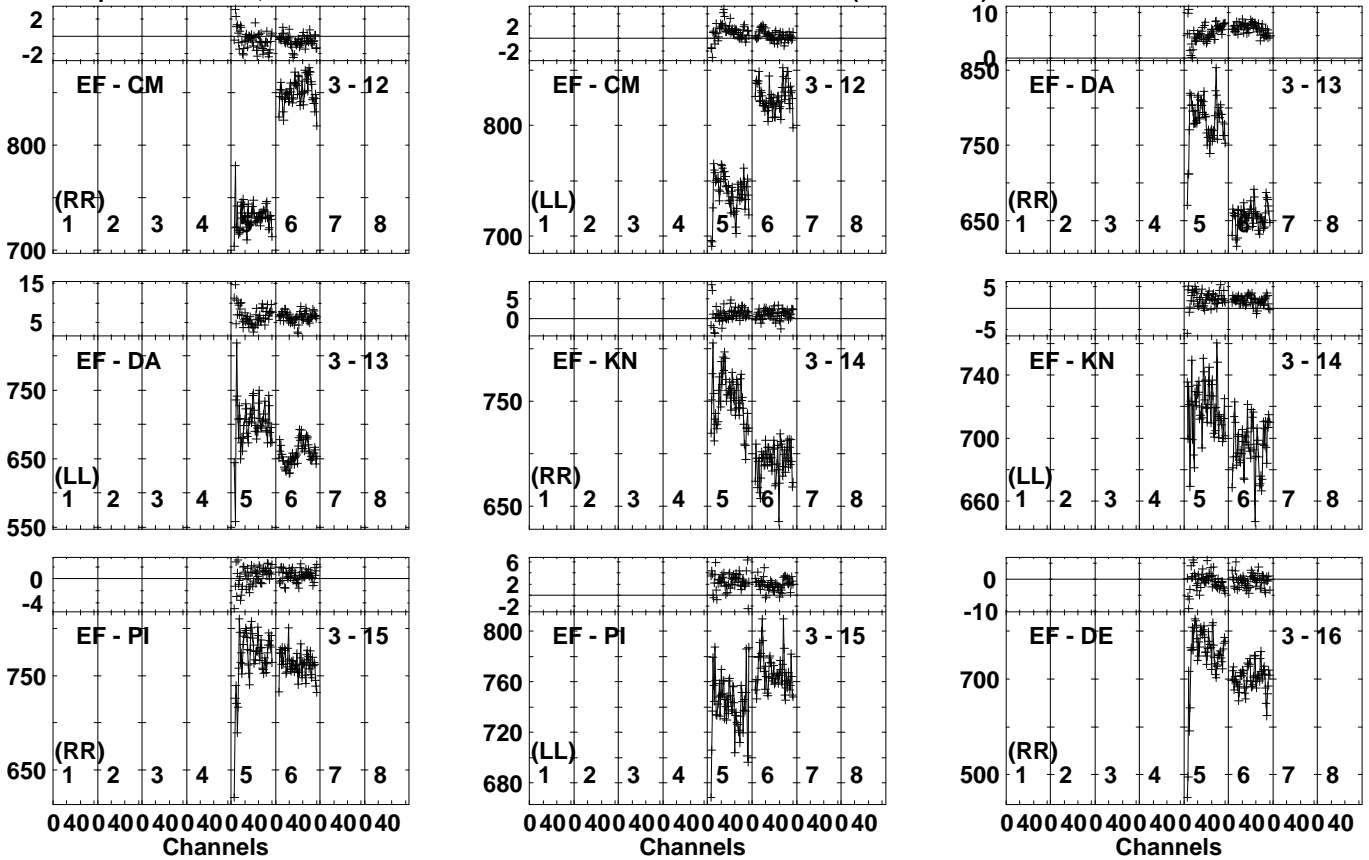 2
-2
EF - CM 3 - 12
800
(RR)
1 2 3 4 5 6 7 8
700
2
-2
EF - CM 3 - 12
800
(LL)
1 2 3 4 5 6 7 8
700
10
0
850
EF - DA 3 - 13
750
(RR)
650
1 2 3 4 5 6 7 8
15
5
EF - DA 3 - 13
750
650
(LL)
1 2 3 4 5 6 7 8
550
5
0
EF - KN 3 - 14
750
(RR)
650
1 2 3 4 5 6 7 8
5
-5
EF - KN 3 - 14
740
700
(LL)
660
1 2 3 4 5 6 7 8
0
-4
EF - PI 3 - 15
750
(RR)
650
1 2 3 4 5 6 7 8
0 40 0 40 0 40 0 40 0 40 0 40 0 40 0 40
Channels
6
2
-2
800
EF - PI 3 - 15
760
720
(LL)
680
1 2 3 4 5 6 7 8
0 40 0 40 0 40 0 40 0 40 0 40 0 40 0 40
Channels
0
-10
EF - DE 3 - 16
700
(RR)
500
1 2 3 4 5 6 7 8
0 40 0 40 0 40 0 40 0 40 0 40 0 40 0 40
Channels